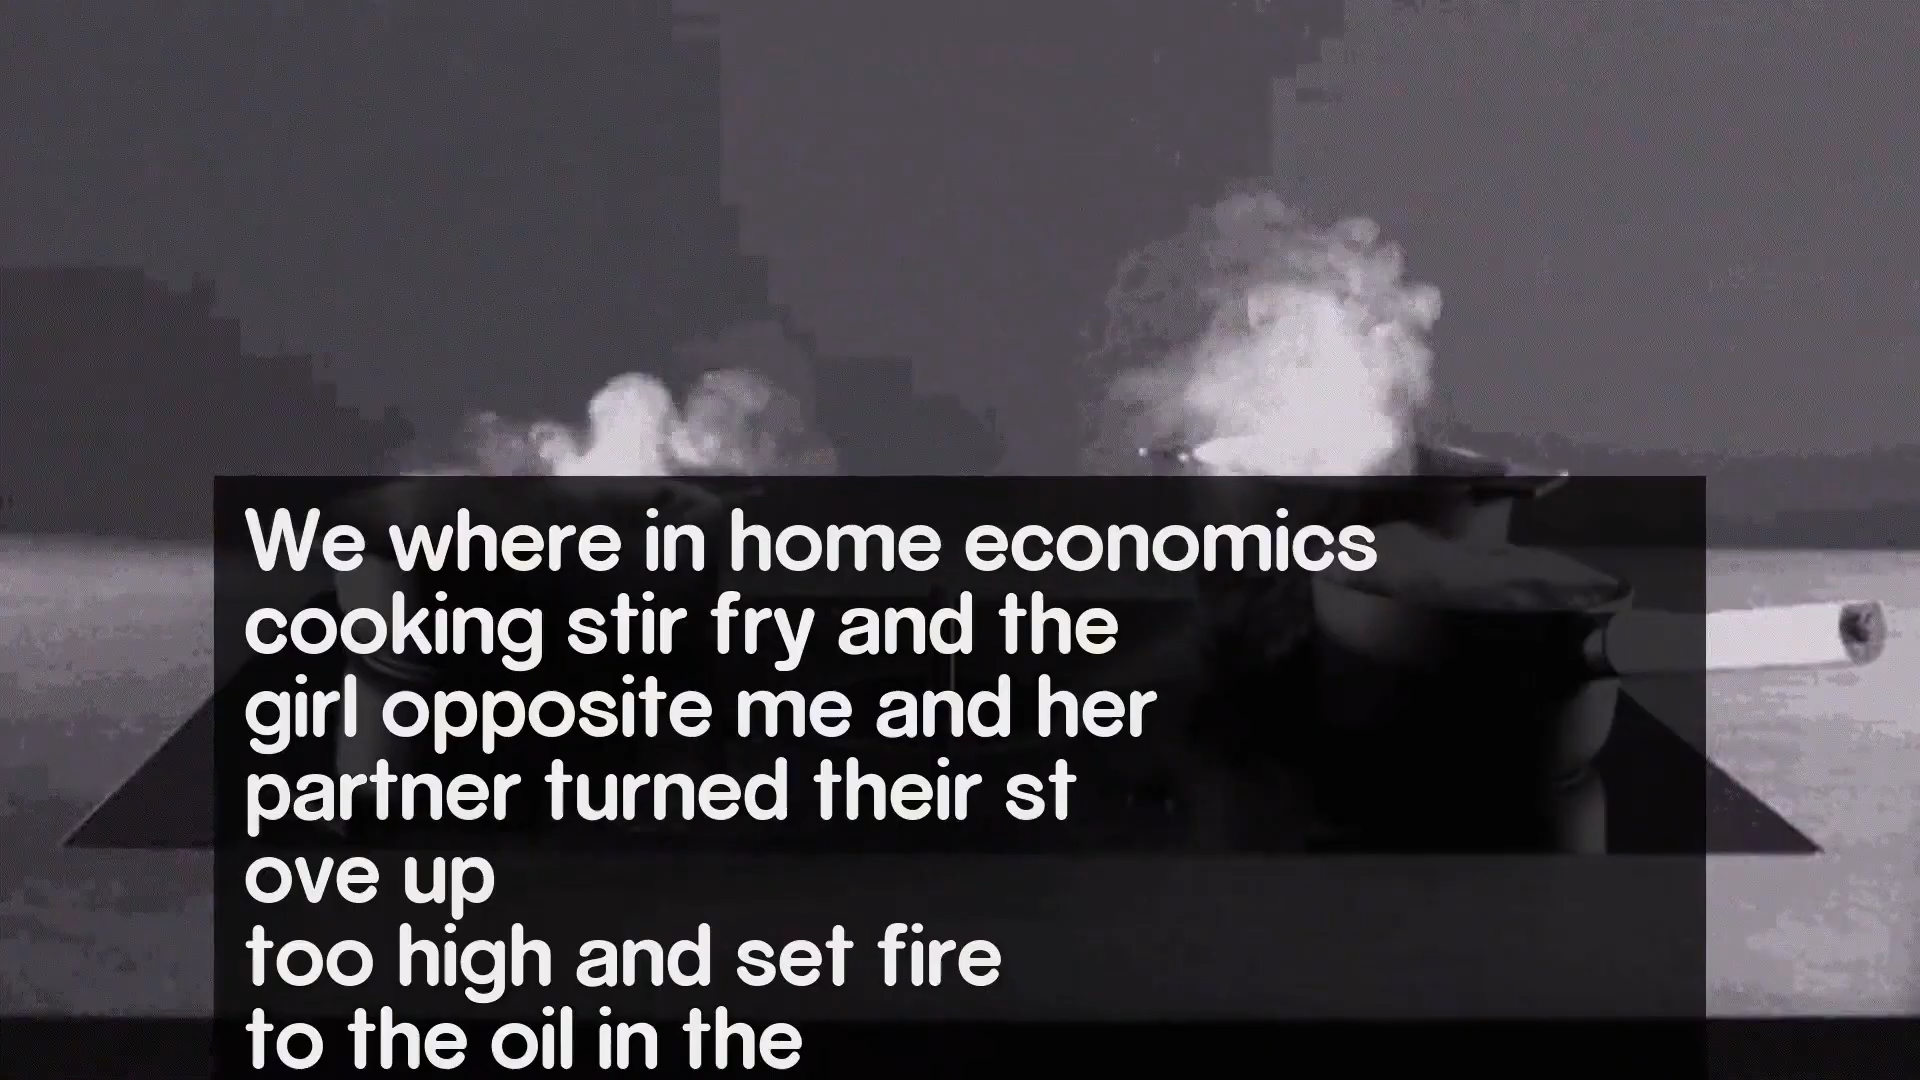 We where in home economics
cooking stir fry and the
girl opposite me and her
partner turned their st
ove up
too high and set fire
to the oil in the